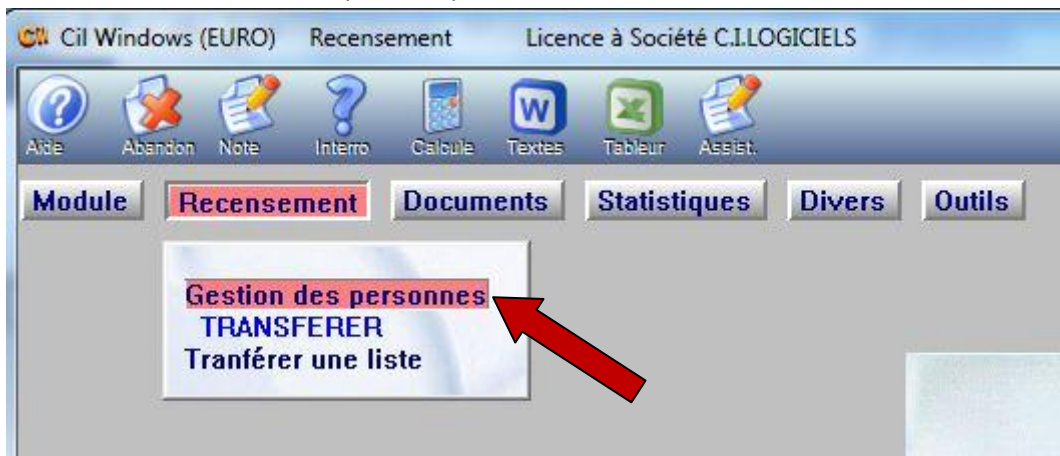 Cil Windows (EURO) Recensement Licence à Société C.I.LOGICIELS
Aide Abandon Note Interro Calcule Textes Tableur Assist.
Module Recensement Documents Statistiques Divers Outils
Gestion des personnes
TRANSFERER
Tranférer une liste